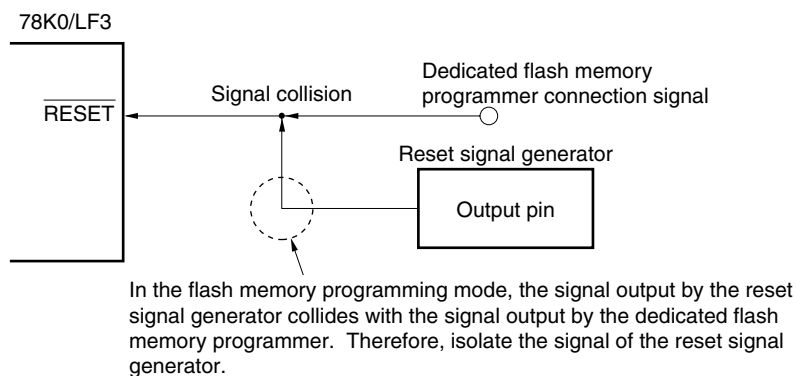 78K0/LF3
Signal collision
Dedicated flash memory
programmer connection signal
RESET
Reset signal generator
Output pin
In the flash memory programming mode, the signal output by the reset
signal generator collides with the signal output by the dedicated flash
memory programmer.  Therefore, isolate the signal of the reset signal
generator.